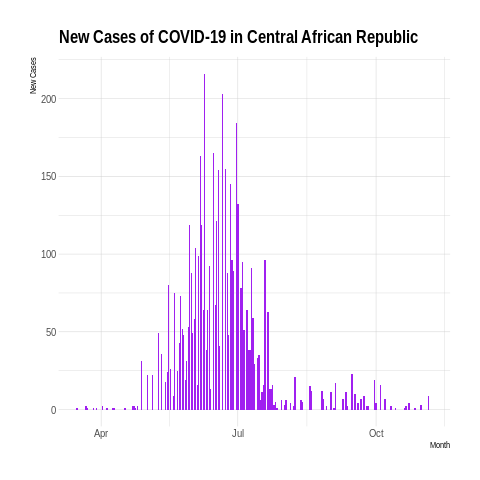 New Cases of COVID-19 in Central African Republic
New Cases
200
150
100
50
0
Apr
Jul
Oct
Month